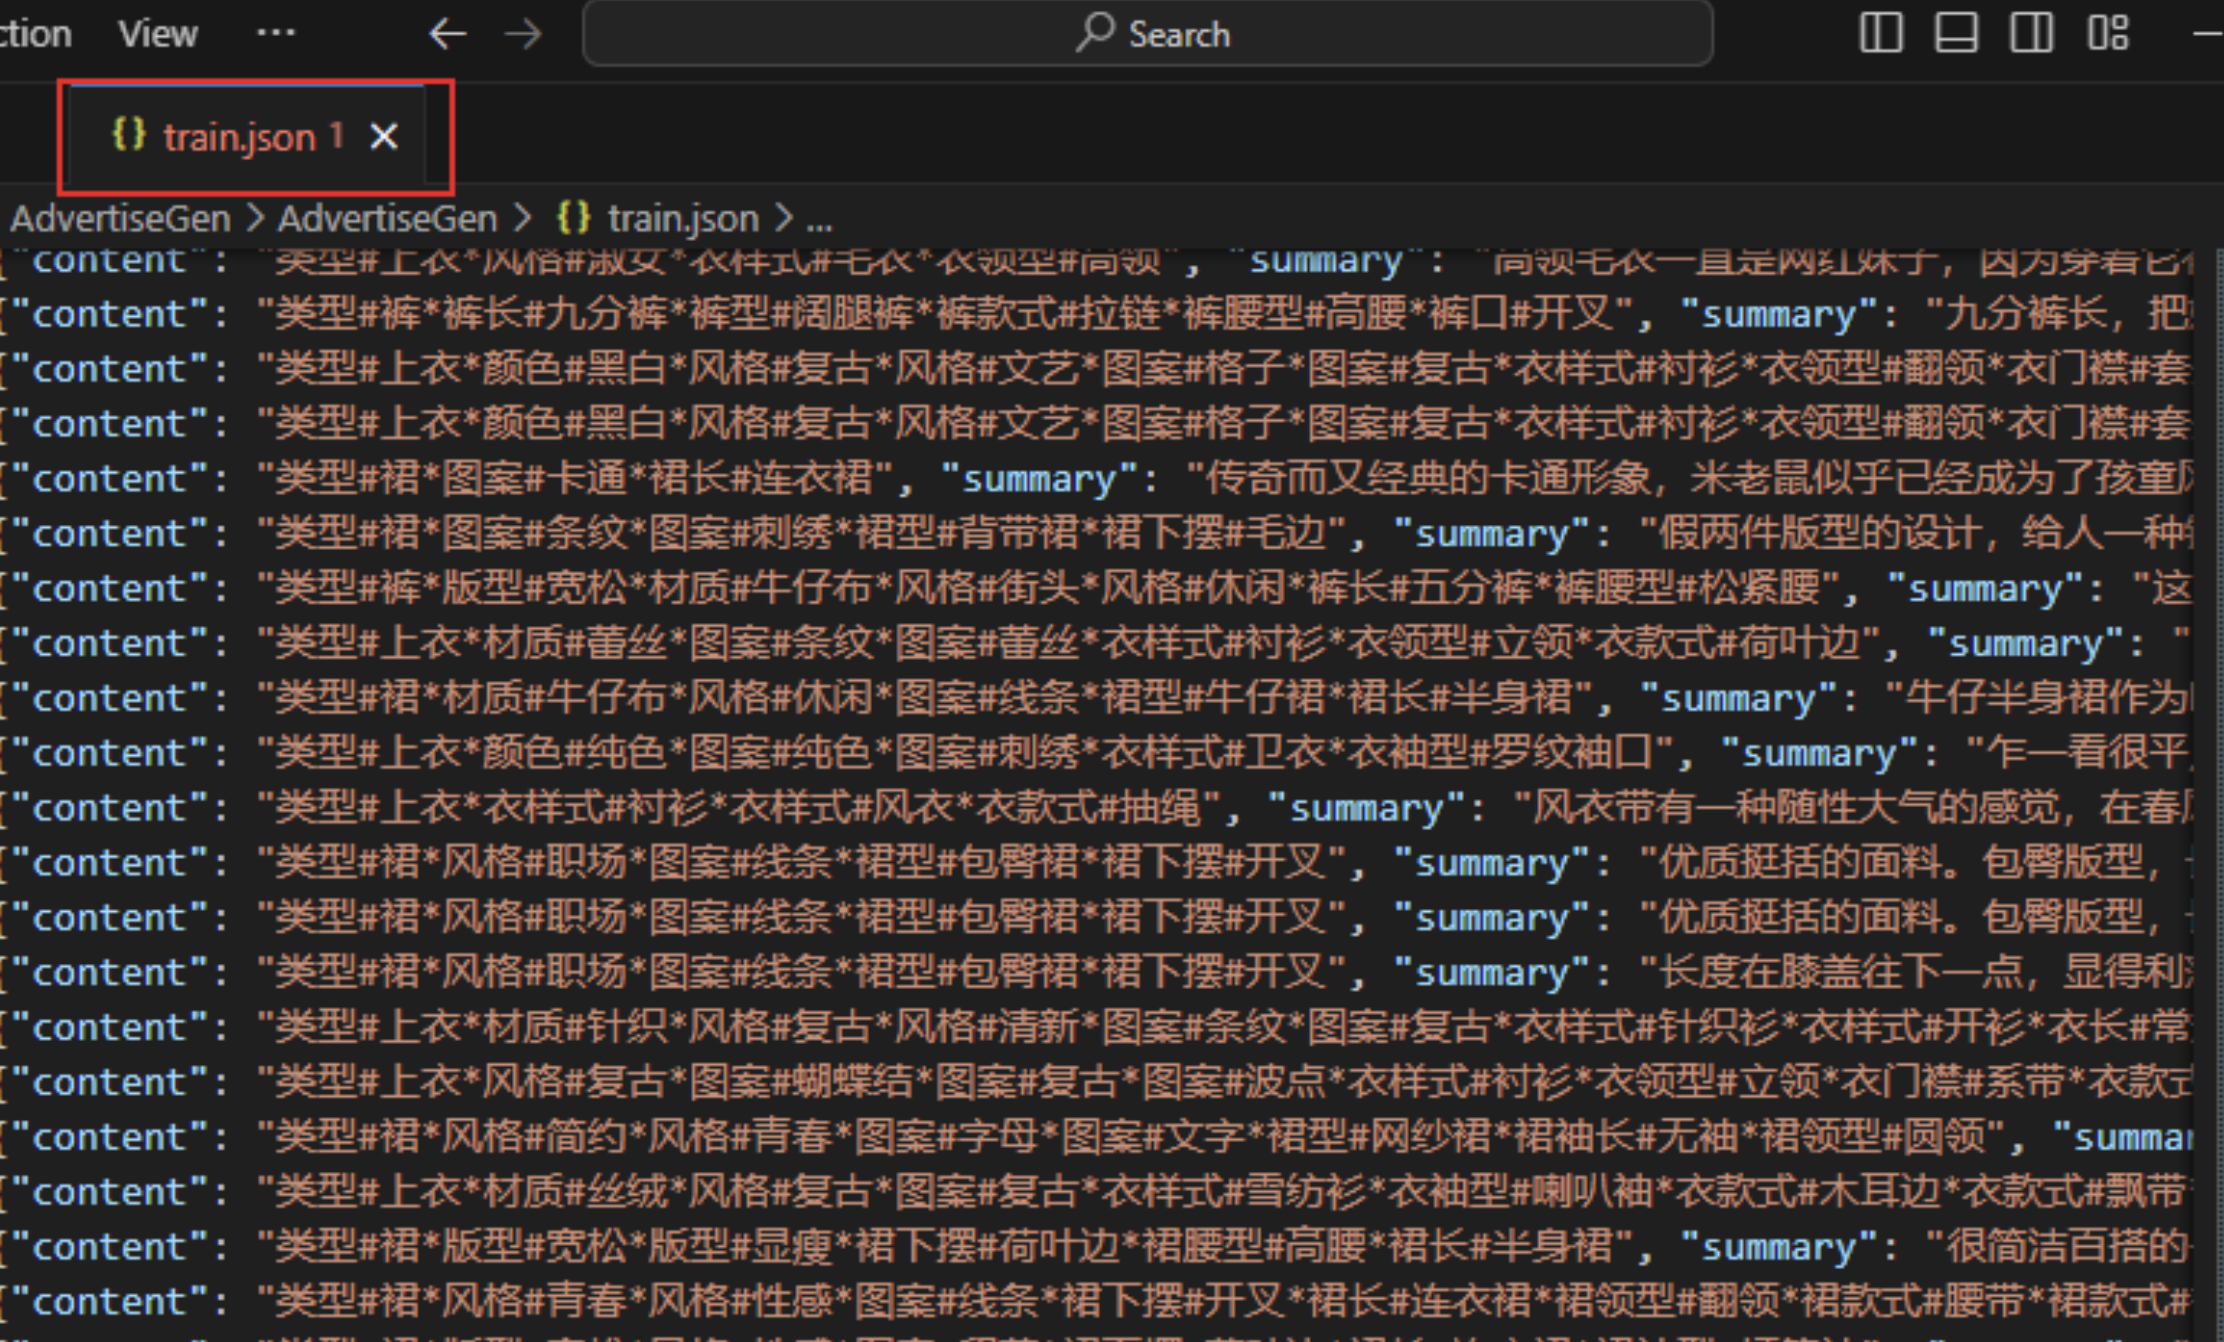 ction View ··· ← → Search
{} train.json 1 ×
AdvertiseGen > AdvertiseGen > {} train.json > ...
{"content": "类型#上衣*风格#淑女*衣样式#毛衣*衣领型#高领", "summary": "高领毛衣一直是网红妹子，因为穿着它
{"content": "类型#裤*裤长#九分裤*裤型#阔腿裤*裤款式#拉链*裤腰型#高腰*裤口#开叉", "summary": "九分裤长，把
{"content": "类型#上衣*颜色#黑白*风格#复古*风格#文艺*图案#格子*图案#复古*衣样式#衬衫*衣领型#翻领*衣门襟#套
{"content": "类型#上衣*颜色#黑白*风格#复古*风格#文艺*图案#格子*图案#复古*衣样式#衬衫*衣领型#翻领*衣门襟#套
{"content": "类型#裙*图案#卡通*裙长#连衣裙", "summary": "传奇而又经典的卡通形象，米老鼠似乎已经成为了孩童
{"content": "类型#裙*图案#条纹*图案#刺绣*裙型#背带裙*裙下摆#毛边", "summary": "假两件版型的设计，给人一种
{"content": "类型#裤*版型#宽松*材质#牛仔布*风格#街头*风格#休闲*裤长#五分裤*裤腰型#松紧腰", "summary": "这
{"content": "类型#上衣*材质#蕾丝*图案#条纹*图案#蕾丝*衣样式#衬衫*衣领型#立领*衣款式#荷叶边", "summary": "
{"content": "类型#裙*材质#牛仔布*风格#休闲*图案#线条*裙型#牛仔裙*裙长#半身裙", "summary": "牛仔半身裙作为
{"content": "类型#上衣*颜色#纯色*图案#纯色*图案#刺绣*衣样式#卫衣*衣袖型#罗纹袖口", "summary": "乍一看很平
{"content": "类型#上衣*衣样式#衬衫*衣样式#风衣*衣款式#抽绳", "summary": "风衣带有一种随性大气的感觉，在春
{"content": "类型#裙*风格#职场*图案#线条*裙型#包臀裙*裙下摆#开叉", "summary": "优质挺括的面料。包臀版型，
{"content": "类型#裙*风格#职场*图案#线条*裙型#包臀裙*裙下摆#开叉", "summary": "优质挺括的面料。包臀版型，
{"content": "类型#裙*风格#职场*图案#线条*裙型#包臀裙*裙下摆#开叉", "summary": "长度在膝盖往下一点，显得利
{"content": "类型#上衣*材质#针织*风格#复古*风格#清新*图案#条纹*图案#复古*衣样式#针织衫*衣样式#开衫*衣长#常
{"content": "类型#上衣*风格#复古*图案#蝴蝶结*图案#复古*图案#波点*衣样式#衬衫*衣领型#立领*衣门襟#系带*衣款式
{"content": "类型#裙*风格#简约*风格#青春*图案#字母*图案#文字*裙型#网纱裙*裙袖长#无袖*裙领型#圆领", "summar
{"content": "类型#上衣*材质#丝绒*风格#复古*图案#复古*衣样式#雪纺衫*衣袖型#喇叭袖*衣款式#木耳边*衣款式#飘带
{"content": "类型#裙*版型#宽松*版型#显瘦*裙下摆#荷叶边*裙腰型#高腰*裙长#半身裙", "summary": "很简洁百搭的
{"content": "类型#裙*风格#青春*风格#性感*图案#线条*裙下摆#开叉*裙长#连衣裙*裙领型#翻领*裙款式#腰带*裙款式#